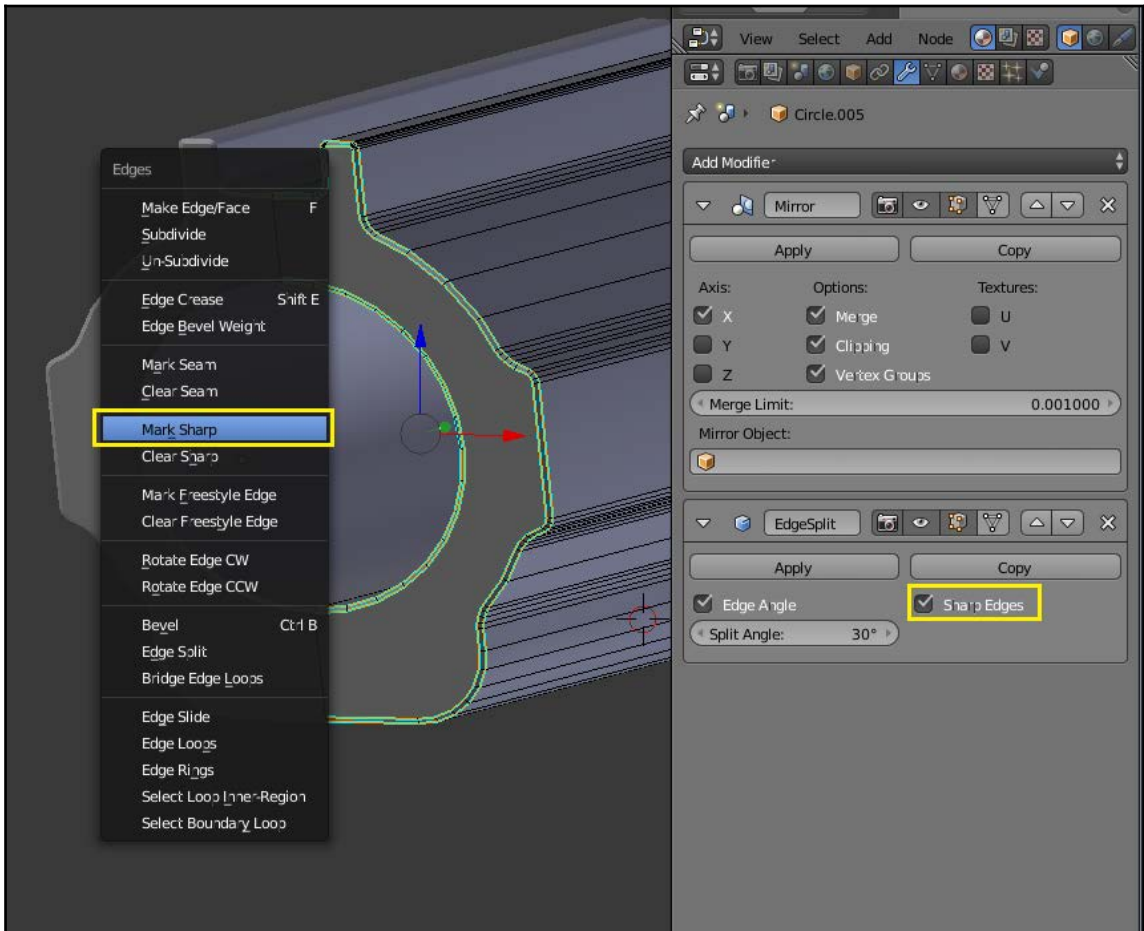 View Select Add Node
Circle.005
Add Modifier
Mirror
Apply Copy
Axis: Options: Textures:
X Merge U
Y Clipping V
Z Vertex Groups
Merge Limit: 0.001000
Mirror Object:
EdgeSplit
Apply Copy
Edge Angle Sharp Edges
Split Angle: 30°
Edges
Make Edge/Face F
Subdivide
Un-Subdivide
Edge Crease Shift E
Edge Bevel Weight
Mark Seam
Clear Seam
Mark Sharp
Clear Sharp
Mark Freestyle Edge
Clear Freestyle Edge
Rotate Edge CW
Rotate Edge CCW
Bevel Ctrl B
Edge Split
Bridge Edge Loops
Edge Slide
Edge Loops
Edge Rings
Select Loop Inner-Region
Select Boundary Loop